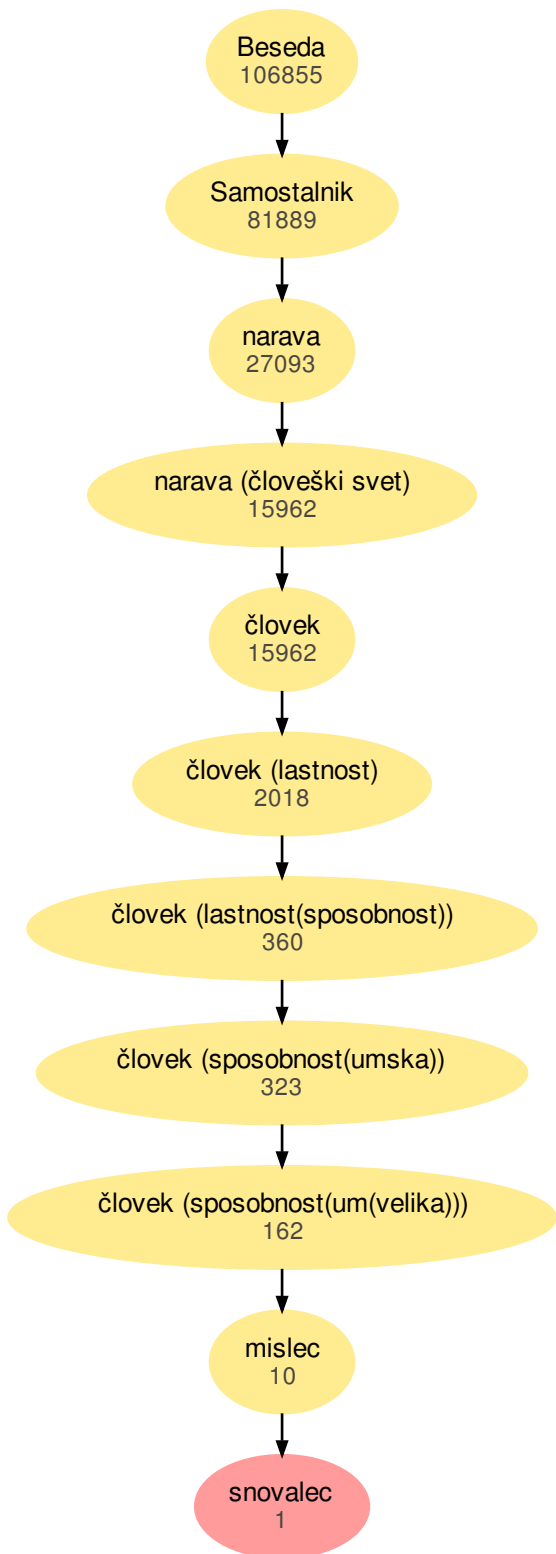 Beseda
106855
Samostalnik
81889
narava
27093
narava (človeški svet)
15962
človek
15962
človek (lastnost)
2018
človek (lastnost(sposobnost))
360
človek (sposobnost(umska))
323
človek (sposobnost(um(velika)))
162
mislec
10
snovalec
1